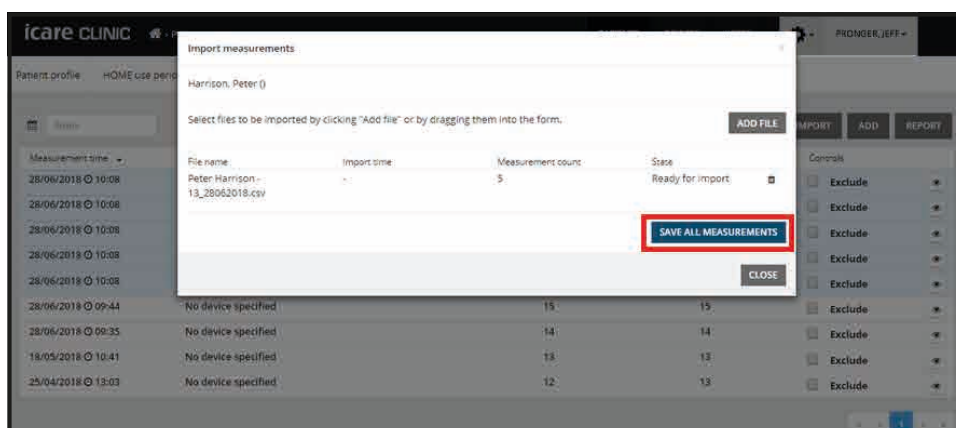 icare CLINIC
PRONGER, JEFF
Import measurements
Patient profile HOME use
Harrison, Peter ()
Select files to be imported by clicking "Add file" or by dragging them into the form.
ADD FILE
ADD REPORT
Measurement time
File name Import time Measurement count State
Controls
Peter Harrison - - 5 Ready for import
13_28062018.csv
28/06/2018 10:08 Exclude
28/06/2018 10:08 Exclude
28/06/2018 10:08 Exclude
SAVE ALL MEASUREMENTS
28/06/2018 10:08 Exclude
28/06/2018 10:08 Exclude
CLOSE
28/06/2018 09:44 No device specified 15 15 Exclude
28/06/2018 09:35 No device specified 14 14 Exclude
18/05/2018 10:41 No device specified 13 13 Exclude
25/04/2018 13:03 No device specified 12 13 Exclude
1